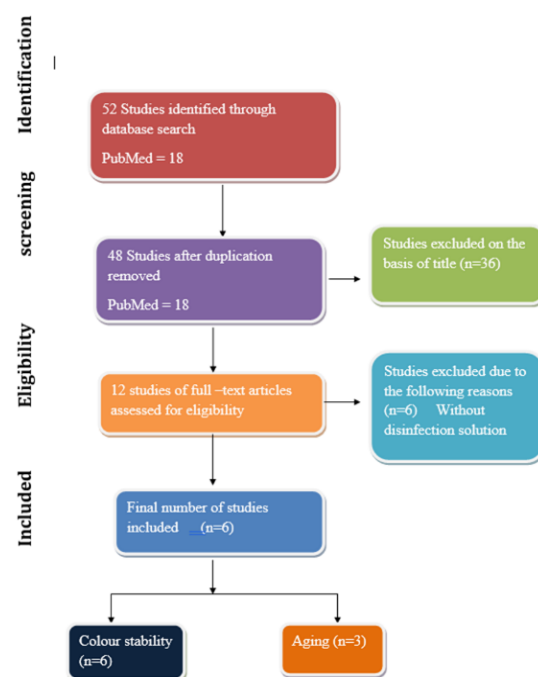 Identification
52 Studies identified through
database search
PubMed = 18
screening
48 Studies after duplication
removed
PubMed = 18
Studies excluded on the
basis of title (n=36)
Eligibility
12 studies of full –text articles
assessed for eligibility
Studies excluded due to
the following reasons
(n=6) Without
disinfection solution
Included
Final number of studies
included (n=6)
Colour stability
(n=6)
Aging (n=3)